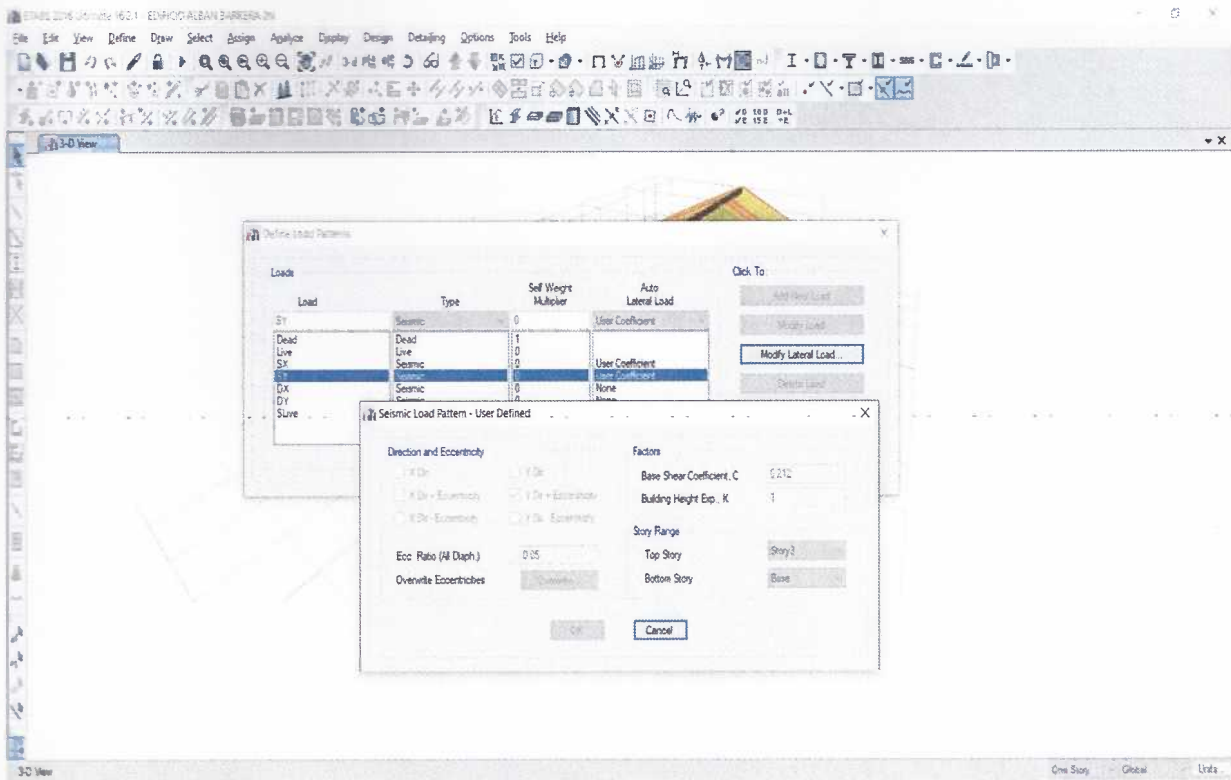 ETABS 2016 Ultimate 16.2.1 - EDIFICIO ALBAN BARRERA 2N
File Edit View Define Draw Select Assign Analyze Display Design Detailing Options Tools Help
3-D View
Define Load Patterns
Loads
Click To:
Load Type Self Weight Multiplier Auto Lateral Load
SY Seismic 0 User Coefficient
Add New Load
Modify Load
Dead Dead 1
Live Live 0
Modify Lateral Load...
SX Seismic 0 User Coefficient
SY Seismic 0 User Coefficient
Delete Load
DX Seismic 0 None
DY Seismic 0 None
SLive
Seismic Load Pattern - User Defined
Direction and Eccentricity
X Dir Y Dir
X Dir + Eccentricity Y Dir + Eccentricity
X Dir - Eccentricity Y Dir - Eccentricity
Ecc. Ratio (All Diaph.) 0.05
Overwrite Eccentricities Overwrite...
Factors
Base Shear Coefficient, C 0.212
Building Height Exp., K 1
Story Range
Top Story Story3
Bottom Story Base
OK Cancel
3-D View One Story Global Units